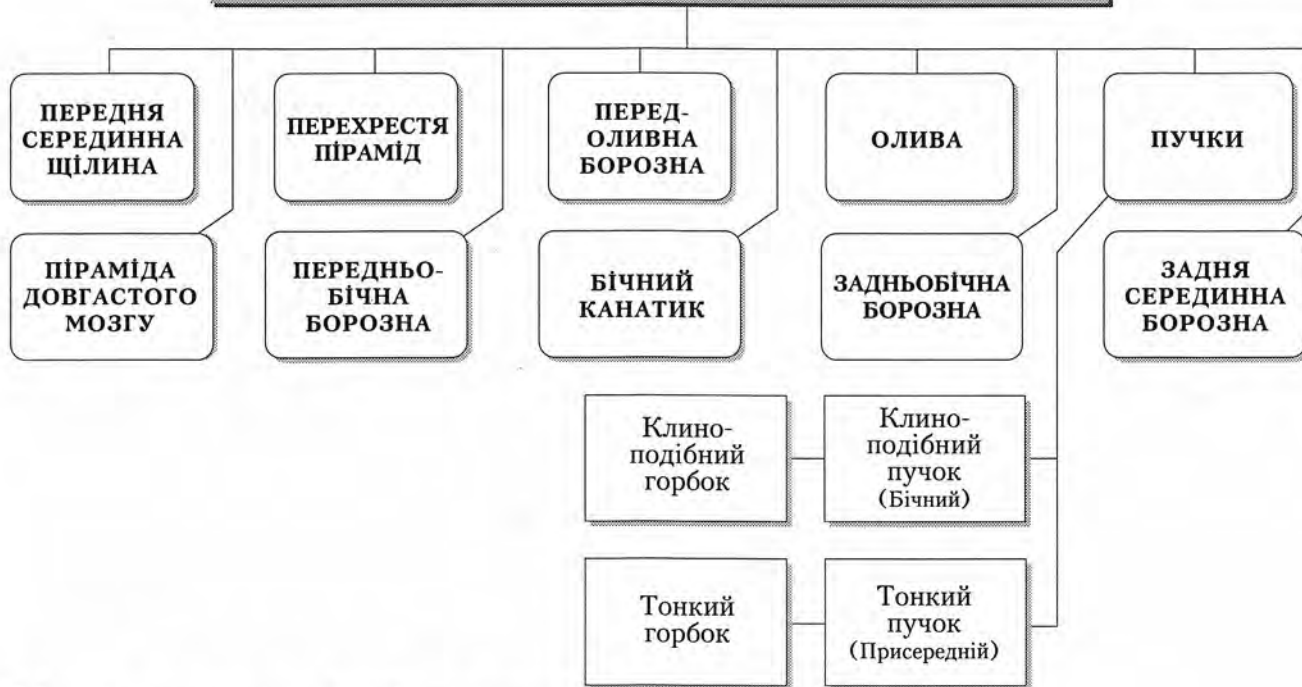 ПЕРЕДНЯ
СЕРЕДИННА
ЩІЛИНА
ПЕРЕХРЕСТЯ
ПІРАМІД
ПЕРЕД-
ОЛИВНА
БОРОЗНА
ОЛИВА
ПУЧКИ
ПІРАМІДА
ДОВГАСТОГО
МОЗГУ
ПЕРЕДНЬО-
БІЧНА
БОРОЗНА
БІЧНИЙ
КАНАТИК
ЗАДНЬОБІЧНА
БОРОЗНА
ЗАДНЯ
СЕРЕДИННА
БОРОЗНА
Клино-
подібний
горбок
Клино-
подібний
пучок
(Бічний)
Тонкий
горбок
Тонкий
пучок
(Присередній)